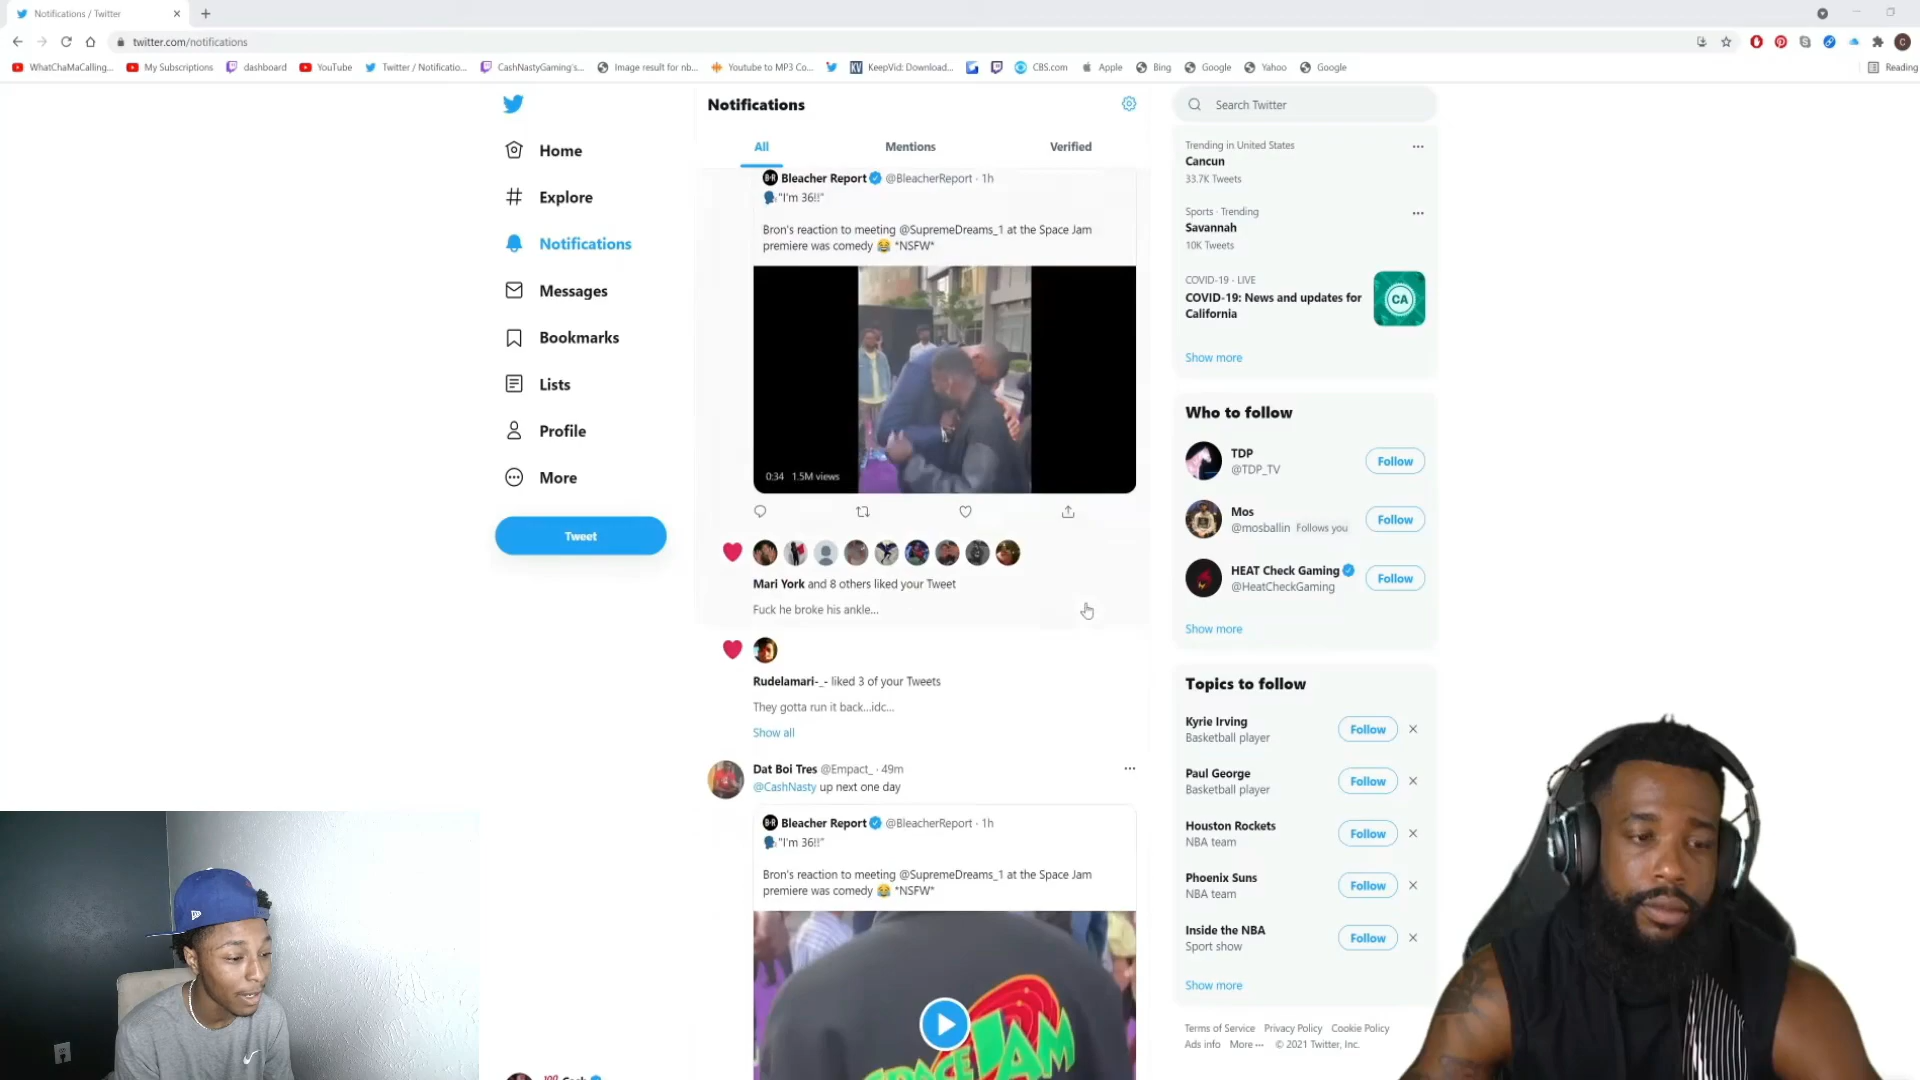 Notifications / Twitter
twitter.com/notifications
WhatChaMaCalling...
My Subscriptions
dashboard
YouTube
Twitter / Notificatio...
CashNastyGaming's...
Image result for nb...
Youtube to MP3 Co...
KeepVid: Download...
CBS.com
Apple
Bing
Google
Yahoo
Google
Reading
Home
Explore
Notifications
Messages
Bookmarks
Lists
Profile
More
Tweet
Notifications
All
Mentions
Verified
Bleacher Report @BleacherReport · 1h
"I'm 36!!"
Bron's reaction to meeting @SupremeDreams_1 at the Space Jam
premiere was comedy 😂 *NSFW*
0:34 1.5M views
Mari York and 8 others liked your Tweet
Fuck he broke his ankle...
Rudelamari-_- liked 3 of your Tweets
They gotta run it back...idc...
Show all
Dat Boi Tres @Empact_ · 49m
@CashNasty up next one day
Bleacher Report @BleacherReport · 1h
"I'm 36!!"
Bron's reaction to meeting @SupremeDreams_1 at the Space Jam
premiere was comedy 😂 *NSFW*
SPACE JAM
Search Twitter
Trending in United States
Cancun
33.7K Tweets
Sports · Trending
Savannah
10K Tweets
COVID-19 · LIVE
COVID-19: News and updates for
California
CA
Show more
Who to follow
TDP
@TDP_TV
Follow
Mos
@mosballin Follows you
Follow
HEAT Check Gaming
@HeatCheckGaming
Follow
Show more
Topics to follow
Kyrie Irving
Basketball player
Follow
Paul George
Basketball player
Follow
Houston Rockets
NBA team
Follow
Phoenix Suns
NBA team
Follow
Inside the NBA
Sport show
Follow
Show more
Terms of Service Privacy Policy Cookie Policy
Ads info More ··· © 2021 Twitter, Inc.